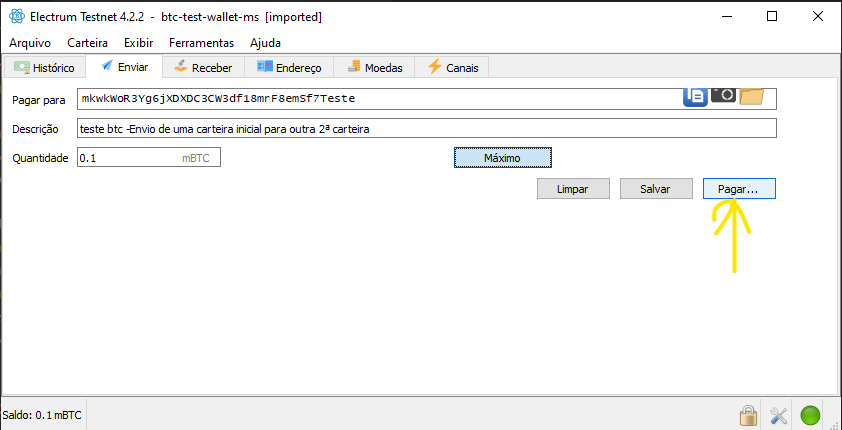 Electrum Testnet 4.2.2 - btc-test-wallet-ms [imported]
Arquivo Carteira Exibir Ferramentas Ajuda
Histórico Enviar Receber Endereço Moedas Canais
Pagar para mkwkWoR3Yg6jXDXDC3CW3df18mrF8emSf7Teste
Descrição teste btc -Envio de uma carteira inicial para outra 2ª carteira
Quantidade 0.1 mBTC Máximo
Limpar Salvar Pagar...
Saldo: 0.1 mBTC